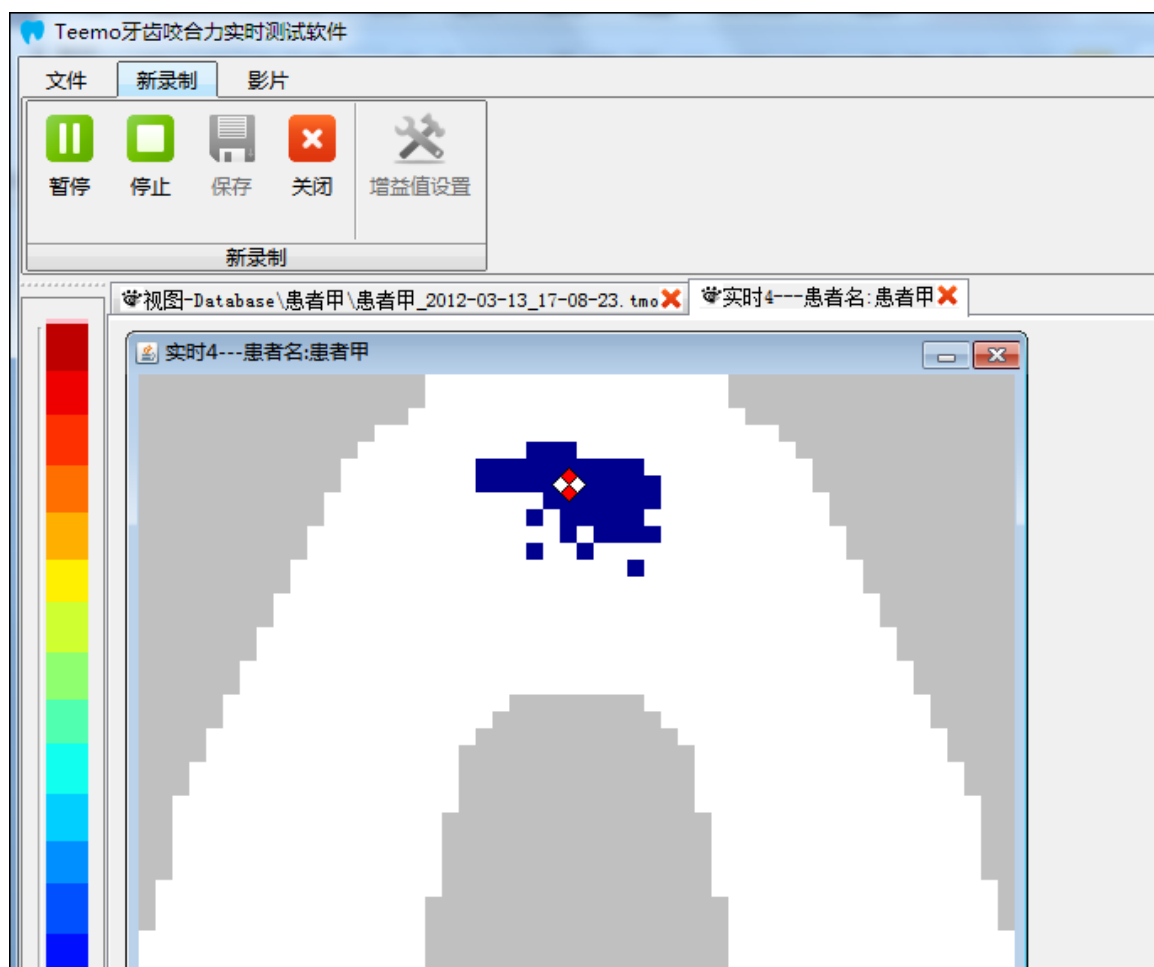 Teemo牙齿咬合力实时测试软件
文件 新录制 影片
暂停 停止 保存 关闭 增益值设置
新录制
视图-Database\患者甲\患者甲_2012-03-13_17-08-23.tmo 实时4---患者名:患者甲
实时4---患者名:患者甲